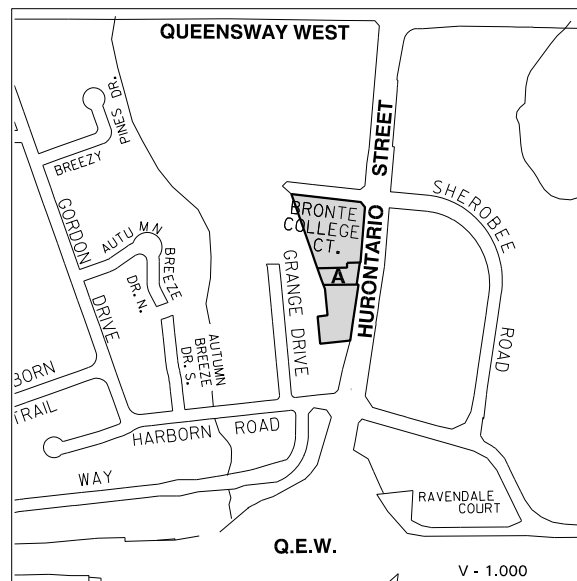 QUEENSWAY WEST
BREEZY
PINES DR.
GORDON
DRIVE
AUTUMN
BREEZE
DR. N.
AUTUMN
BREEZE
DR. S.
STREET
HURONTARIO
BRONTE
COLLEGE
CT.
A
GRANGE DRIVE
SHEROBEE
ROAD
BORN
TRAIL
HARBORN ROAD
WAY
RAVENDALE
COURT
Q.E.W.
V - 1.000